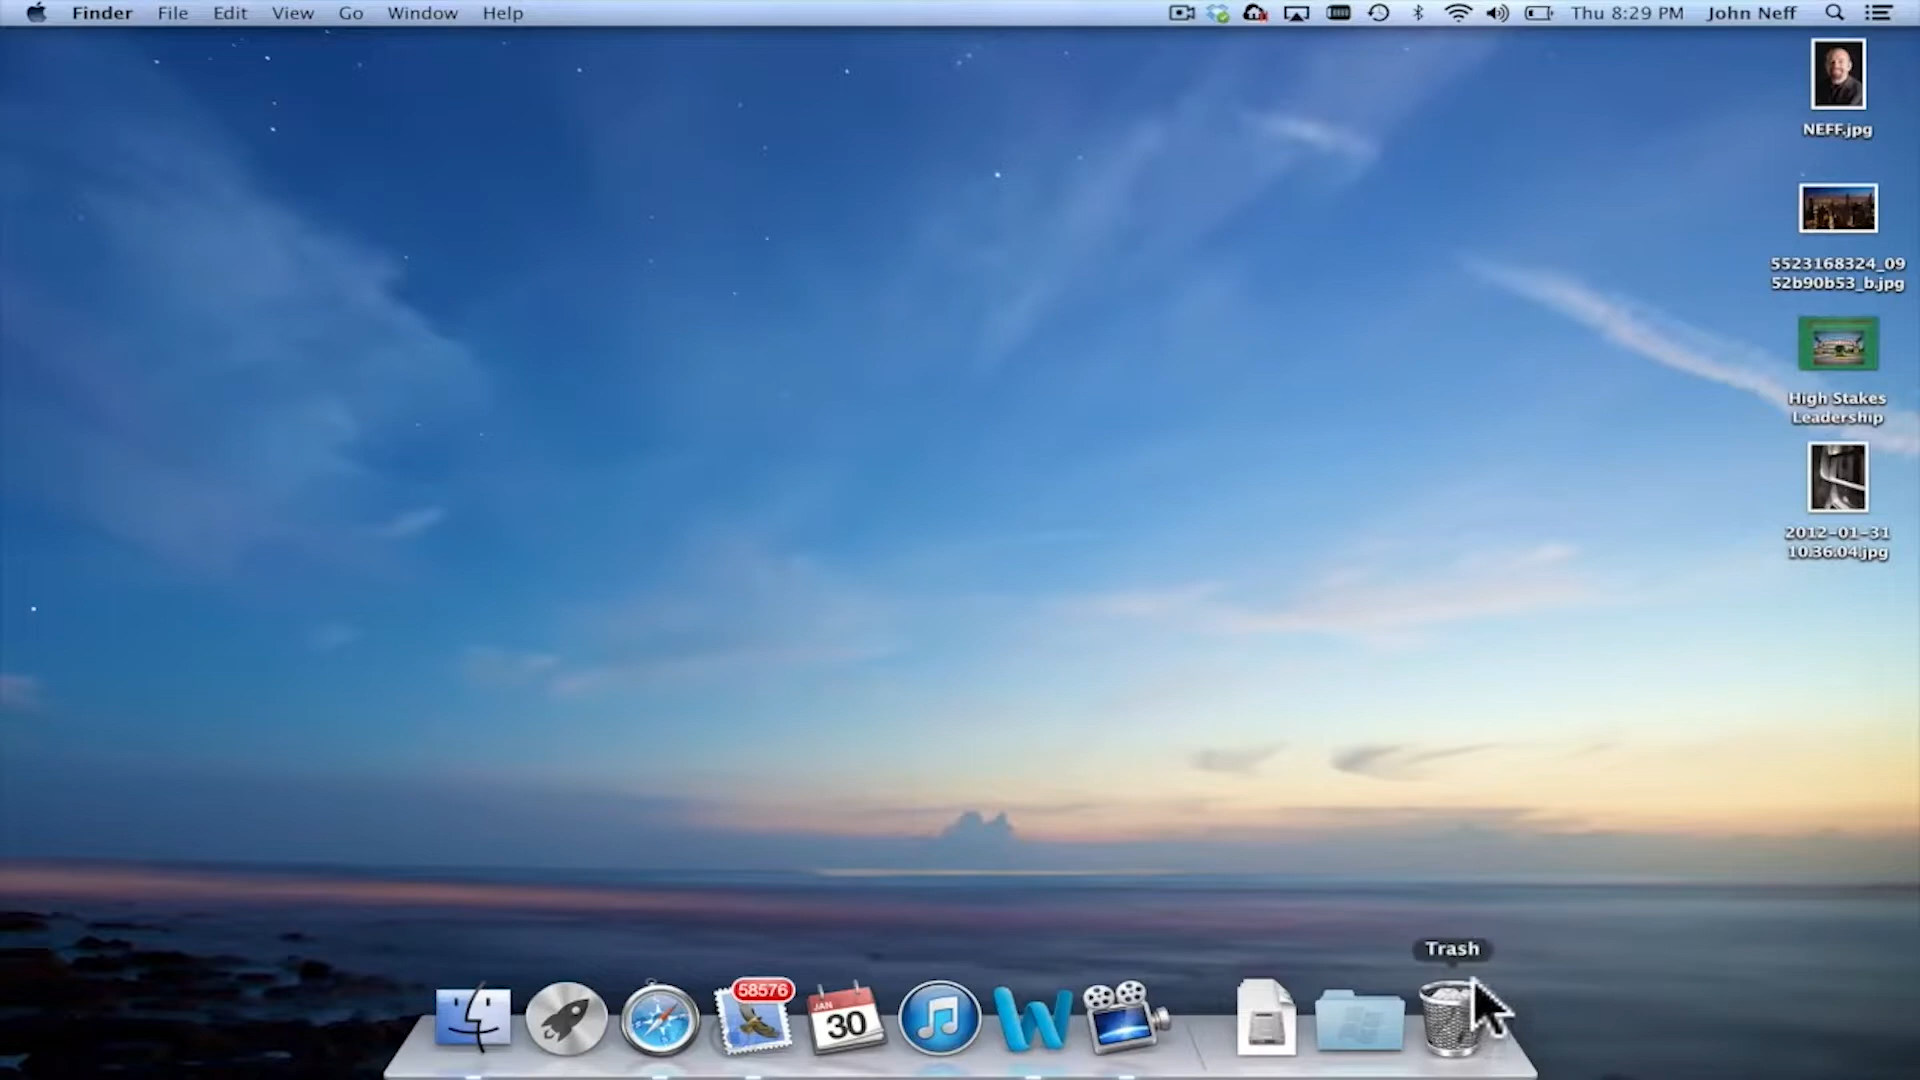 Finder File Edit View Go Window Help Thu 8:29 PM John Neff
NEFF.jpg
5523168324_09
52b90b53_b.jpg
High Stakes
Leadership
2012-01-31
10.36.04.jpg
Trash
58576
JAN
30